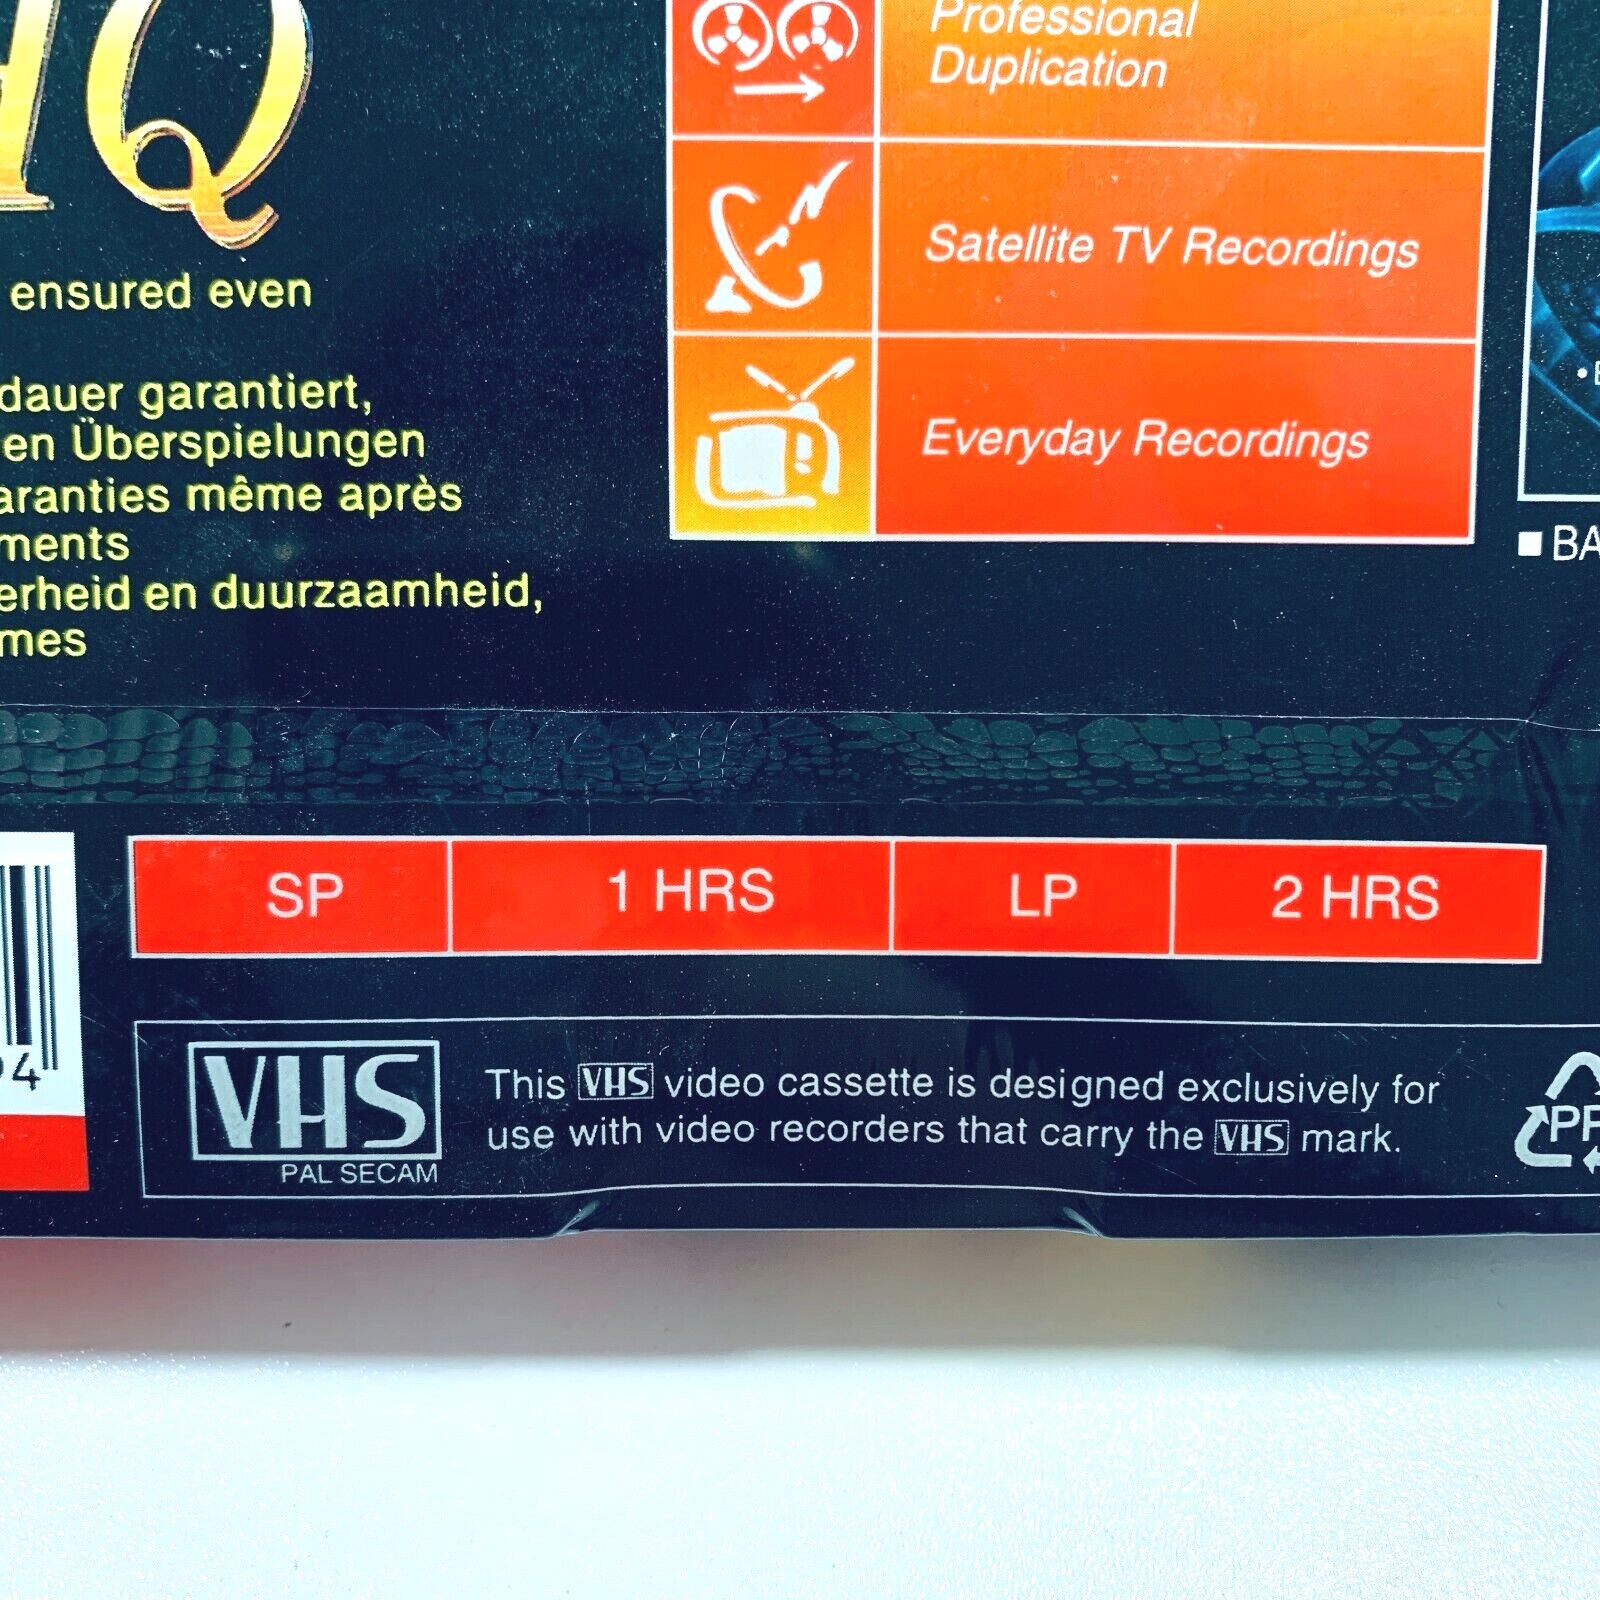 HQ
ensured even
dauer garantiert,
en Überspielungen
aranties même après
ments
erheid en duurzaamheid,
mes
Professional
Duplication
Satellite TV Recordings
Everyday Recordings
■ BA
SP 1 HRS LP 2 HRS
94
VHS
PAL SECAM
This VHS video cassette is designed exclusively for
use with video recorders that carry the VHS mark.
PP